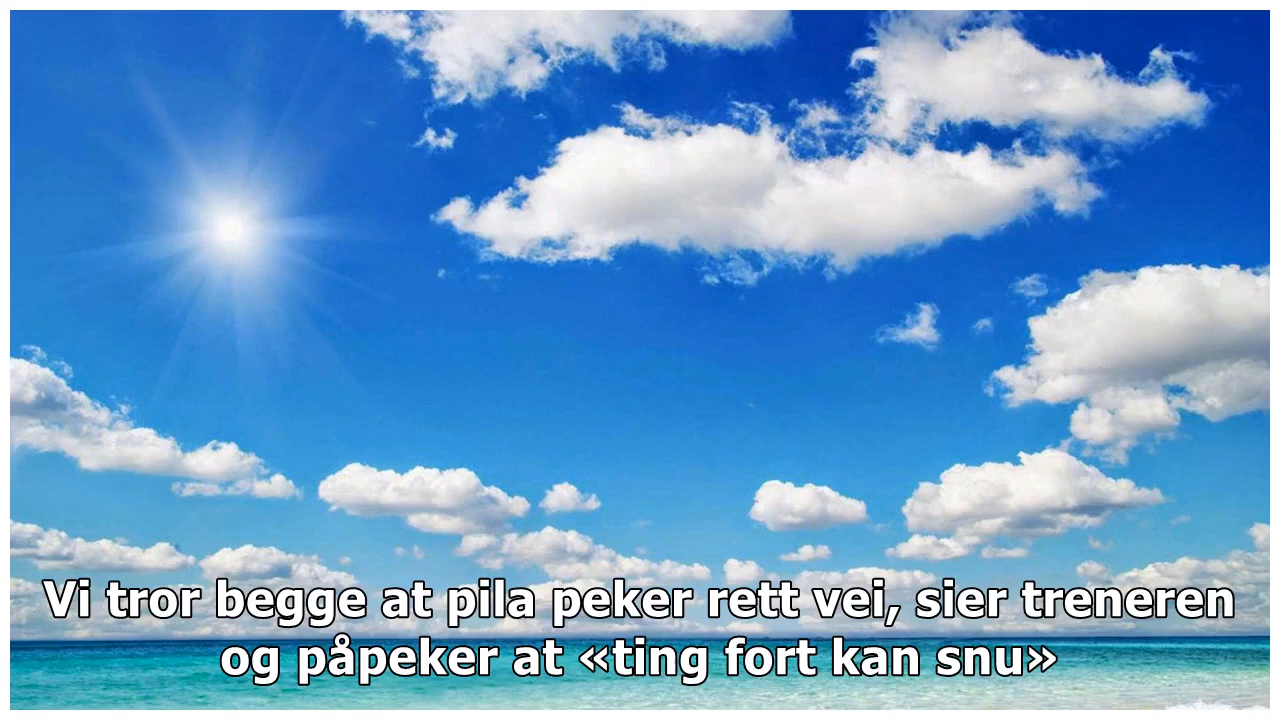 Vi tror begge at pila peker rett vei, sier treneren
og påpeker at «ting fort kan snu»